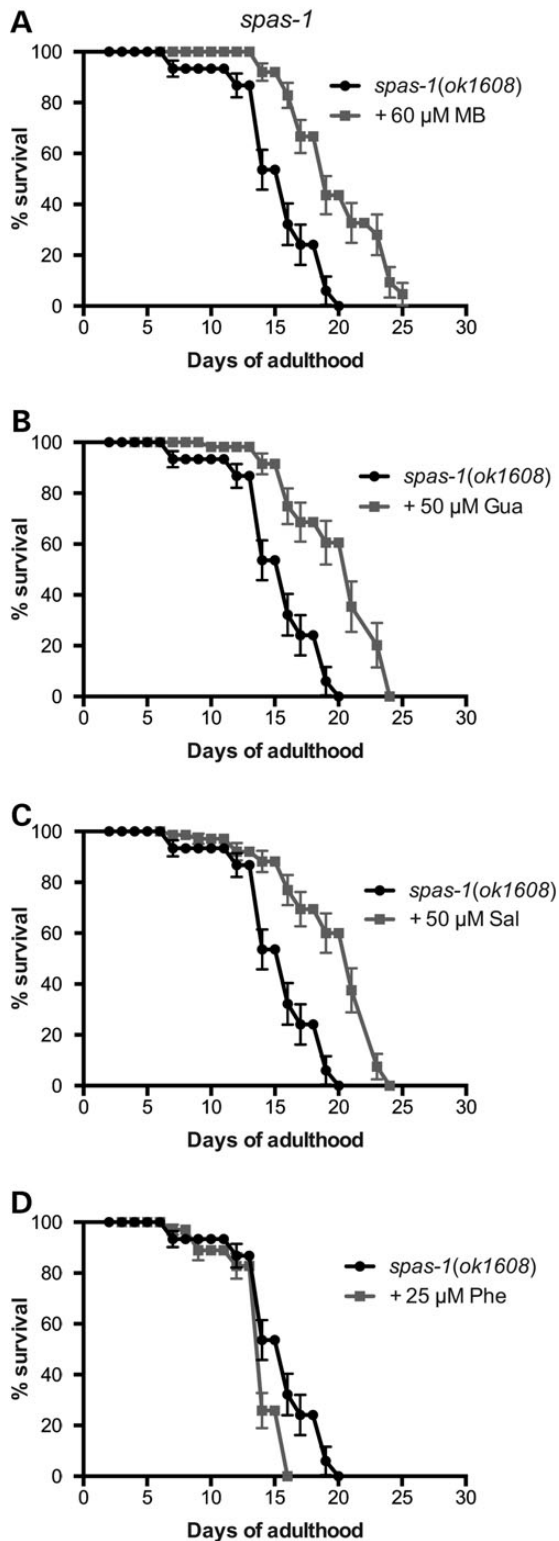 spas-1
A
100
80
60
40
20
0
% survival
spas-1(ok1608)
+ 60 µM MB
0 5 10 15 20 25 30
Days of adulthood
B
100
80
60
40
20
0
% survival
spas-1(ok1608)
+ 50 µM Gua
0 5 10 15 20 25 30
Days of adulthood
C
100
80
60
40
20
0
% survival
spas-1(ok1608)
+ 50 µM Sal
0 5 10 15 20 25 30
Days of adulthood
D
100
80
60
40
20
0
% survival
spas-1(ok1608)
+ 25 µM Phe
0 5 10 15 20 25 30
Days of adulthood